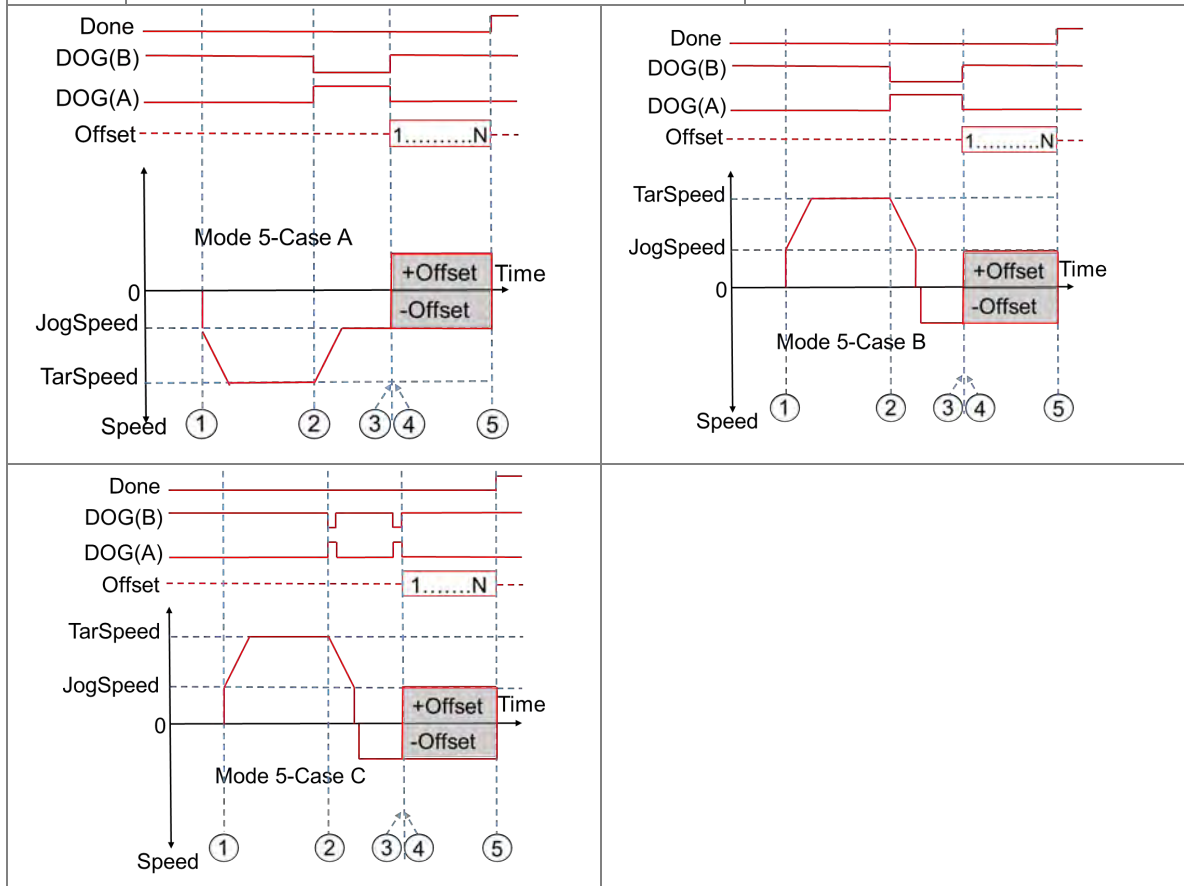 Done
DOG(B)
DOG(A)
Offset
1..........N
Mode 5-Case A
+Offset
Time
0
-Offset
JogSpeed
TarSpeed
Speed
1 2 3 4 5
Done
DOG(B)
DOG(A)
Offset
1..........N
TarSpeed
JogSpeed
+Offset
Time
0
-Offset
Mode 5-Case B
Speed
1 2 3 4 5
Done
DOG(B)
DOG(A)
Offset
1.......N
TarSpeed
JogSpeed
+Offset
Time
0
-Offset
Mode 5-Case C
Speed
1 2 3 4 5